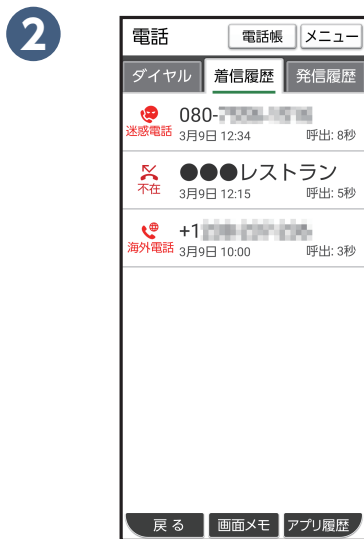 2
電話 電話帳 メニュー
ダイヤル 着信履歴 発信履歴
080-
迷惑電話 3月9日 12:34 呼出: 8秒
●●●レストラン
不在 3月9日 12:15 呼出: 5秒
+1
海外電話 3月9日 10:00 呼出: 3秒
戻る 画面メモ アプリ履歴